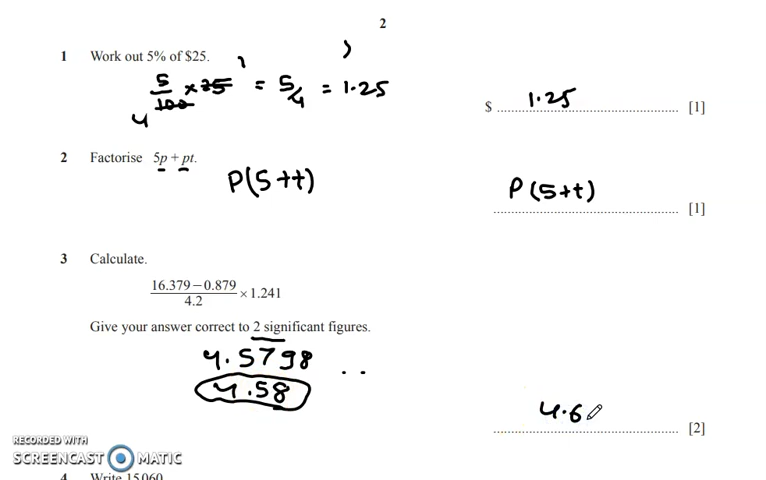 2
1 Work out 5% of $25.
5/100 × 25 = 5/4 = 1.25
4 1
$ 1.25 [1]
2 Factorise 5p + pt.
P(5+t)
P(5+t) [1]
3 Calculate.
16.379 – 0.879
4.2 × 1.241
Give your answer correct to 2 significant figures.
4.5798 ..
4.58
4.6 [2]
RECORDED WITH
SCREENCAST MATIC
4 Write 15 060